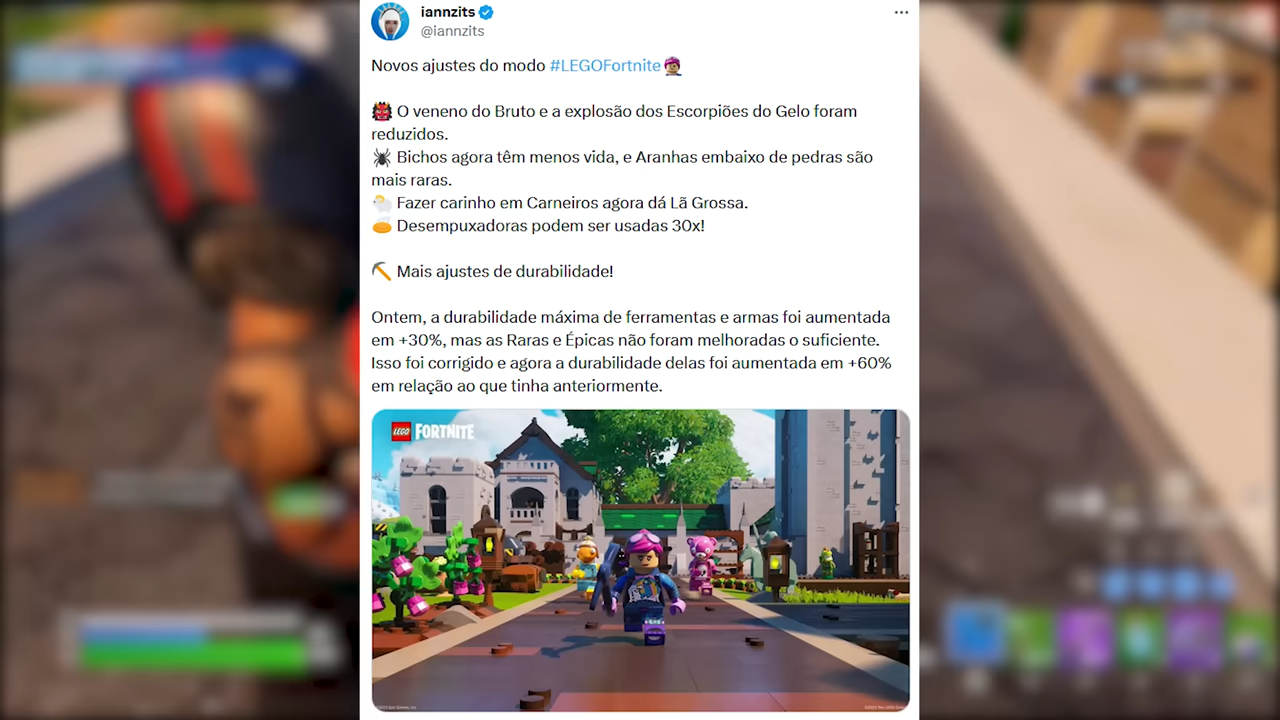 iannzits
@iannzits
Novos ajustes do modo #LEGOFortnite
O veneno do Bruto e a explosão dos Escorpiões do Gelo foram
reduzidos.
Bichos agora têm menos vida, e Aranhas embaixo de pedras são
mais raras.
Fazer carinho em Carneiros agora dá Lã Grossa.
Desempuxadoras podem ser usadas 30x!
Mais ajustes de durabilidade!
Ontem, a durabilidade máxima de ferramentas e armas foi aumentada
em +30%, mas as Raras e Épicas não foram melhoradas o suficiente.
Isso foi corrigido e agora a durabilidade delas foi aumentada em +60%
em relação ao que tinha anteriormente.
LEGO FORTNITE